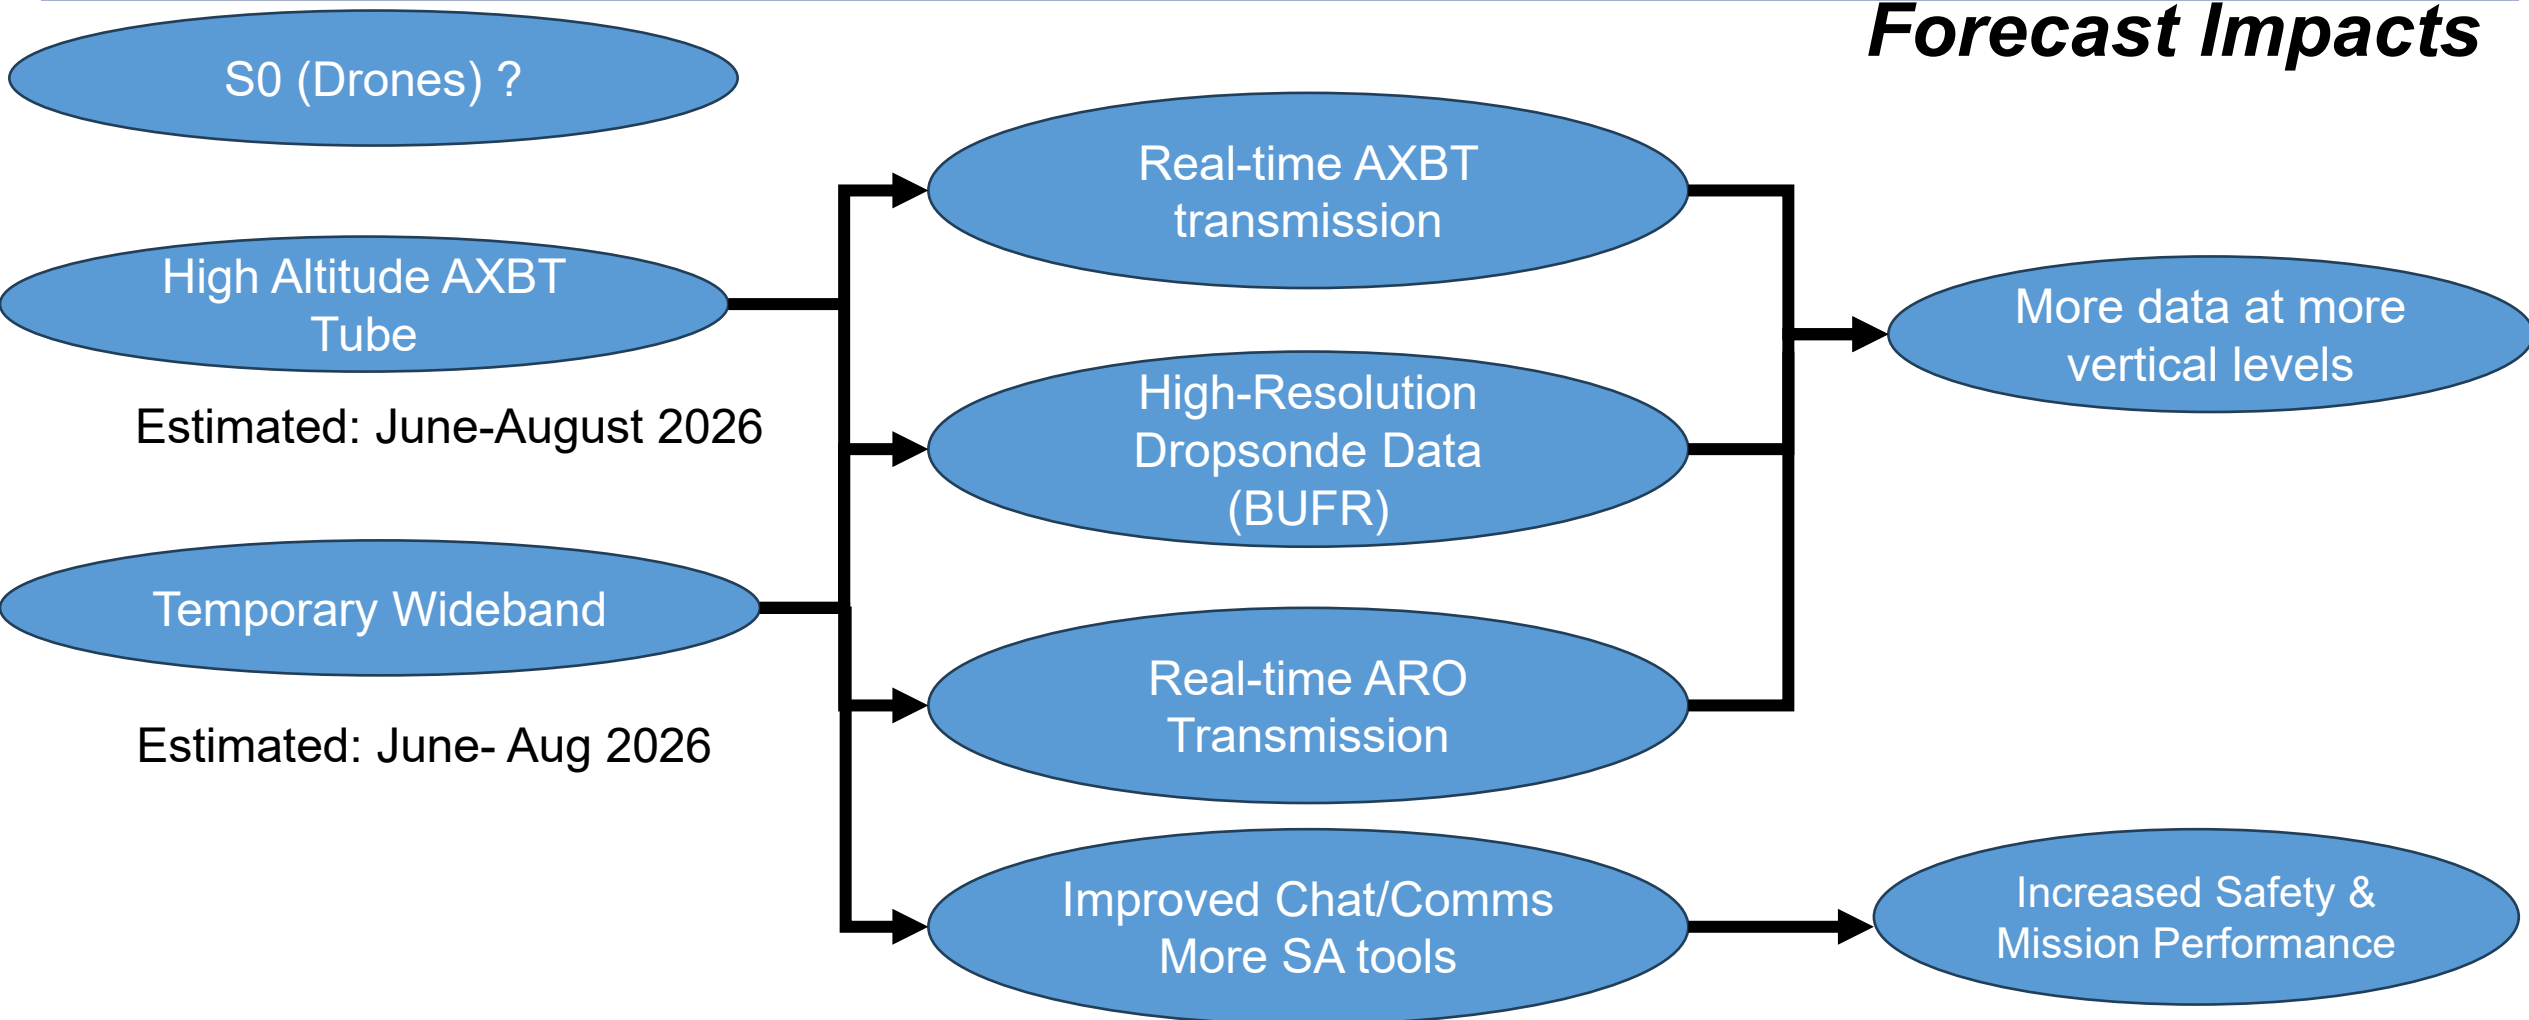 Forecast Impacts
S0 (Drones) ?
High Altitude AXBT
Tube
Estimated: June-August 2026
Temporary Wideband
Estimated: June- Aug 2026
Real-time AXBT
transmission
High-Resolution
Dropsonde Data
(BUFR)
Real-time ARO
Transmission
Improved Chat/Comms
More SA tools
More data at more
vertical levels
Increased Safety &
Mission Performance